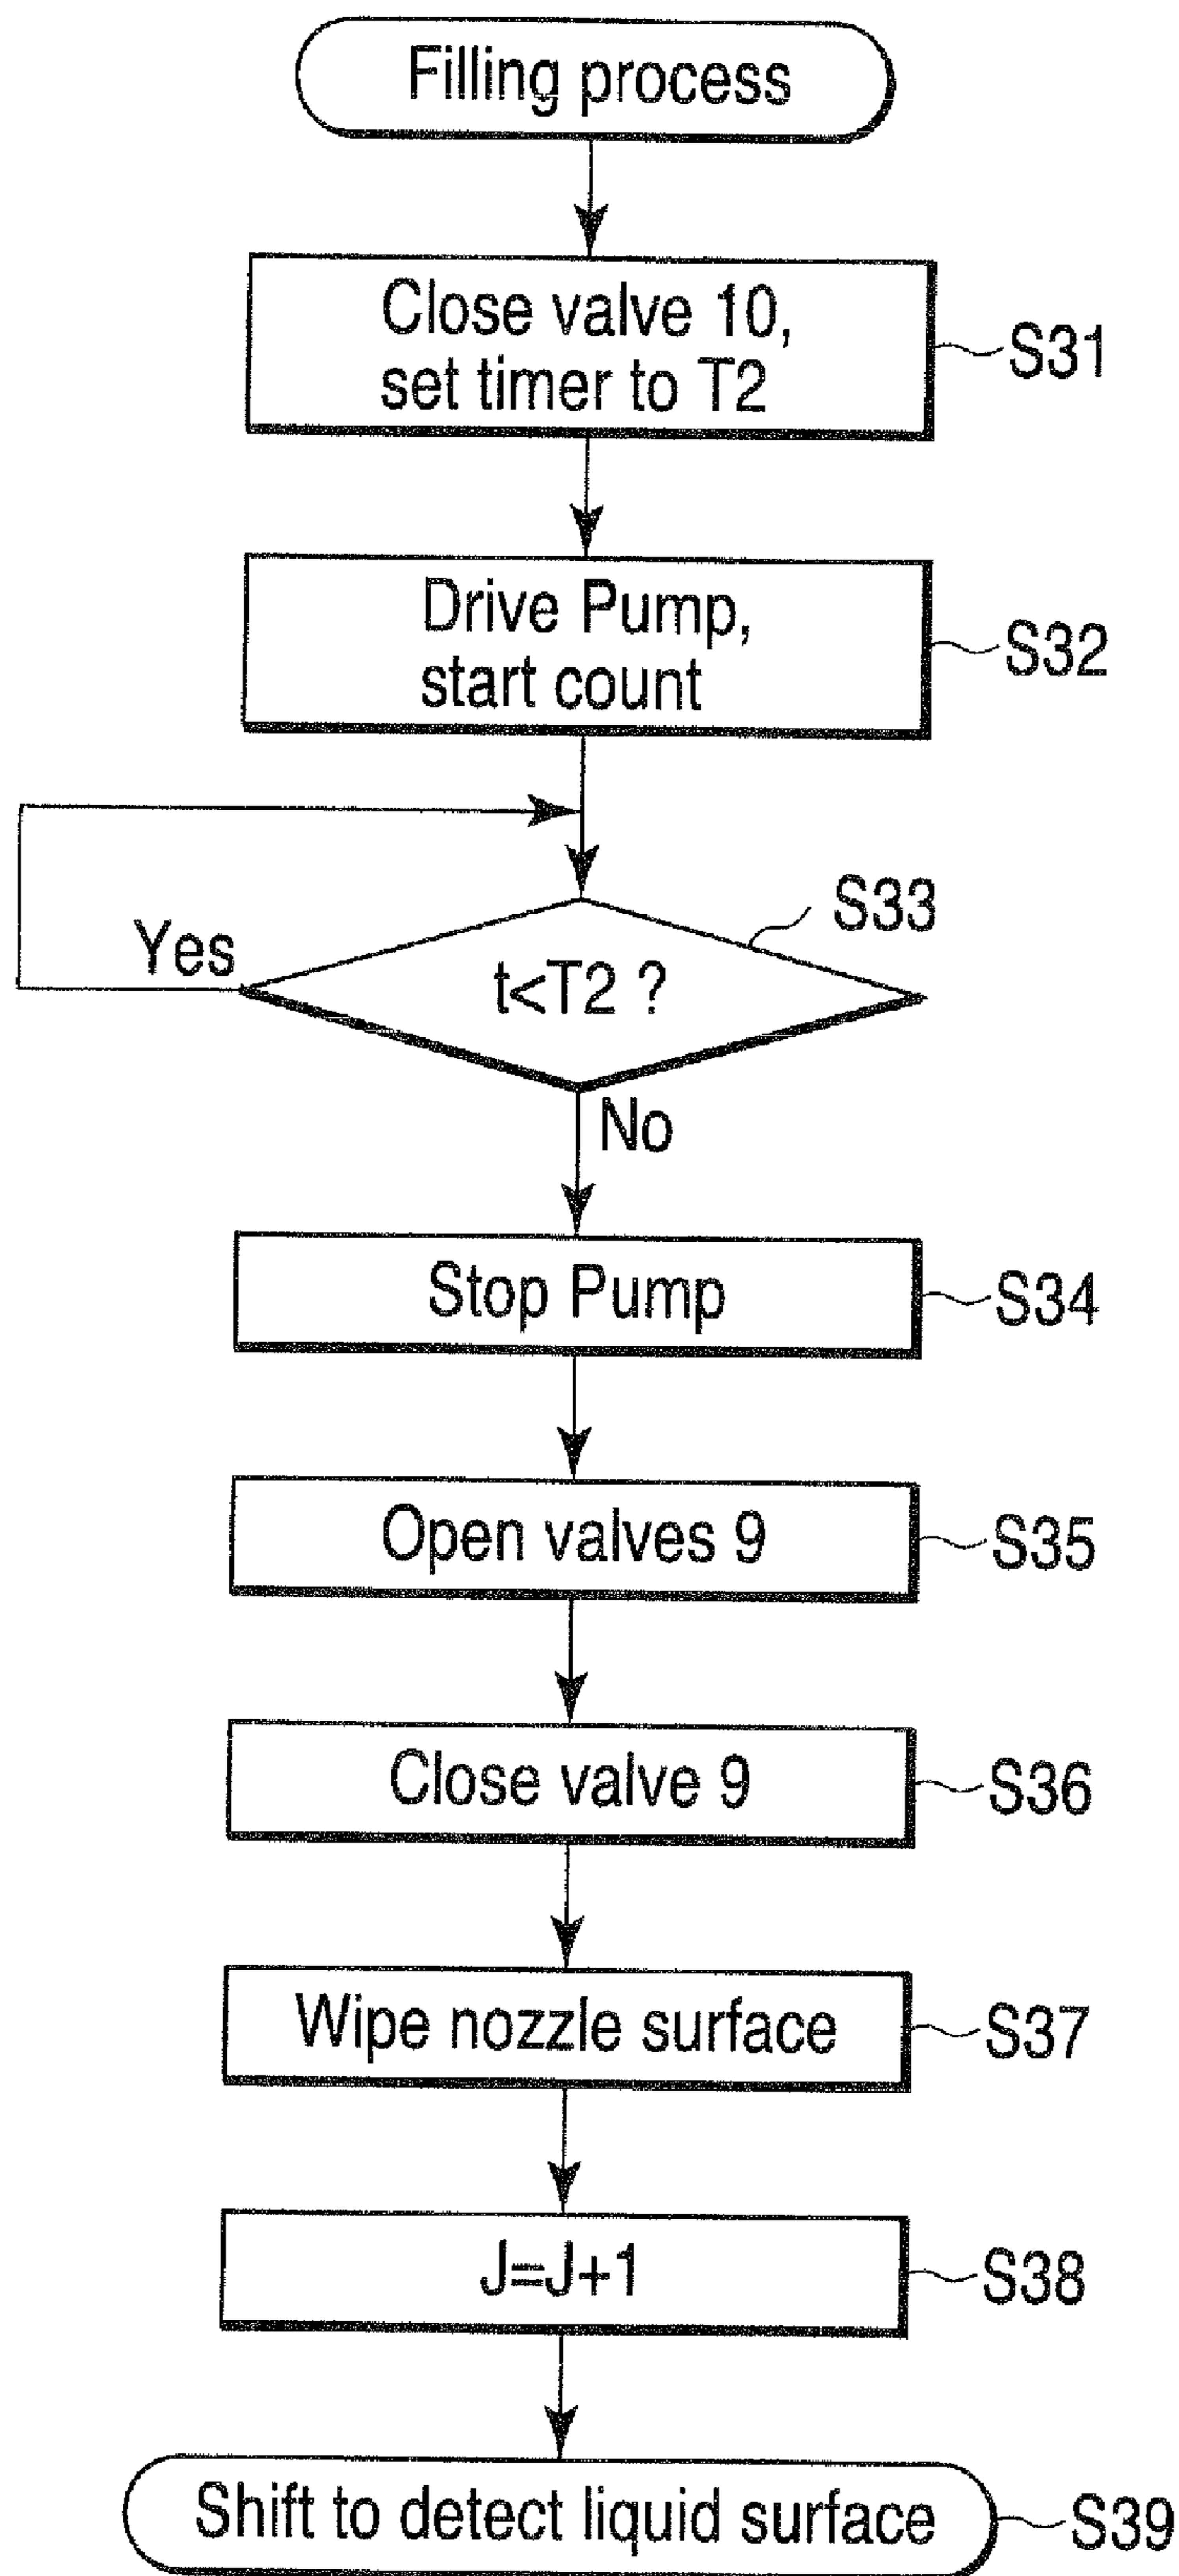 Filling process
Close valve 10,
set timer to T2
S31
Drive Pump,
start count
S32
S33
Yes
t<T2 ?
No
Stop Pump
S34
Open valves 9
S35
Close valve 9
S36
Wipe nozzle surface
S37
J=J+1
S38
Shift to detect liquid surface
S39